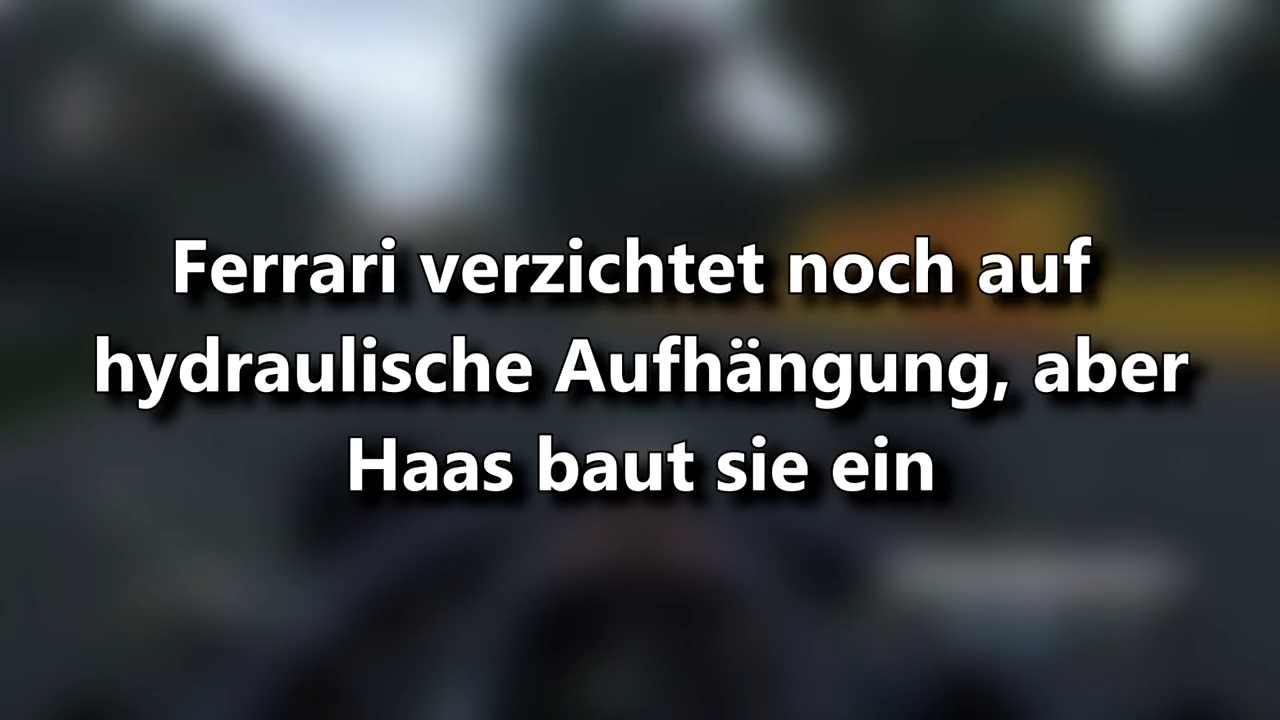 Ferrari verzichtet noch auf
hydraulische Aufhängung, aber
Haas baut sie ein